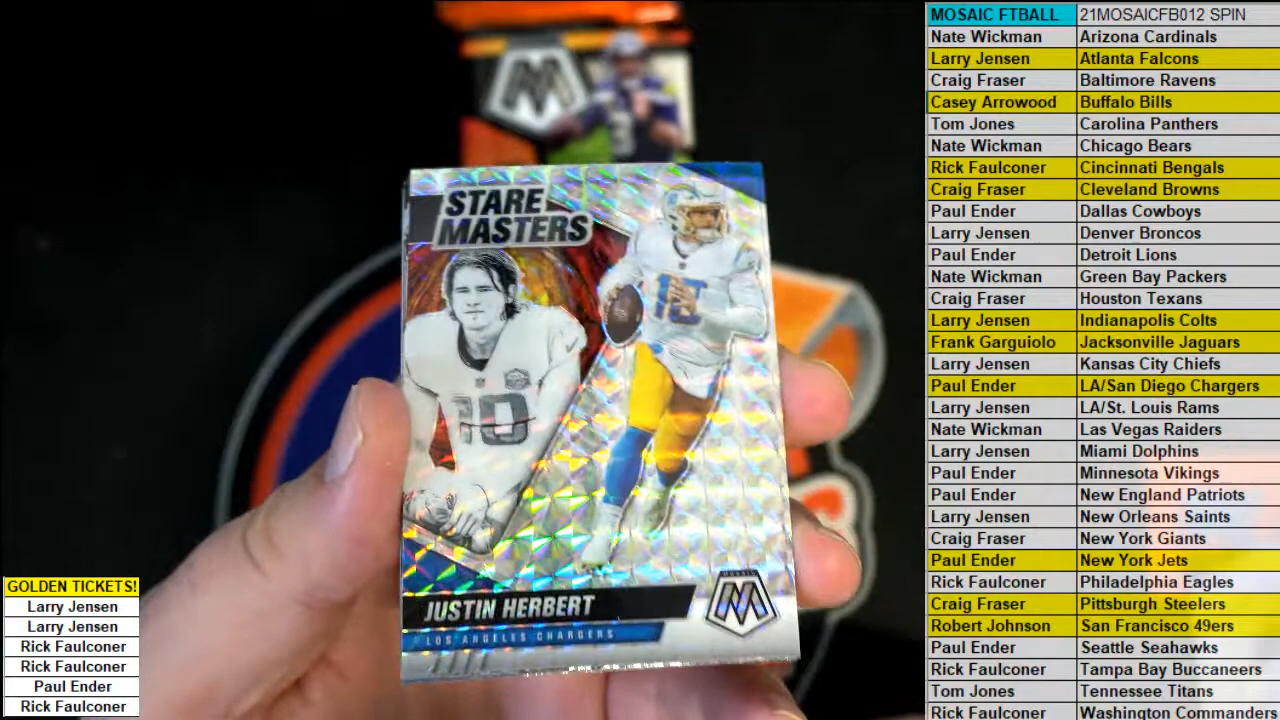 MOSAIC FTBALL 21MOSAICFB012 SPIN
Nate Wickman Arizona Cardinals
Larry Jensen Atlanta Falcons
Craig Fraser Baltimore Ravens
Casey Arrowood Buffalo Bills
Tom Jones Carolina Panthers
Nate Wickman Chicago Bears
Rick Faulconer Cincinnati Bengals
Craig Fraser Cleveland Browns
Paul Ender Dallas Cowboys
Larry Jensen Denver Broncos
Paul Ender Detroit Lions
Nate Wickman Green Bay Packers
Craig Fraser Houston Texans
Larry Jensen Indianapolis Colts
Frank Garguiolo Jacksonville Jaguars
Larry Jensen Kansas City Chiefs
Paul Ender LA/San Diego Chargers
Larry Jensen LA/St. Louis Rams
Nate Wickman Las Vegas Raiders
Larry Jensen Miami Dolphins
Paul Ender Minnesota Vikings
Paul Ender New England Patriots
Larry Jensen New Orleans Saints
Craig Fraser New York Giants
Paul Ender New York Jets
Rick Faulconer Philadelphia Eagles
Craig Fraser Pittsburgh Steelers
Robert Johnson San Francisco 49ers
Paul Ender Seattle Seahawks
Rick Faulconer Tampa Bay Buccaneers
Tom Jones Tennessee Titans
Rick Faulconer Washington Commanders
STARE
MASTERS
10
10
JUSTIN HERBERT
LOS ANGELES CHARGERS
MOSAIC
M
M
3
GOLDEN TICKETS!
Larry Jensen
Larry Jensen
Rick Faulconer
Rick Faulconer
Paul Ender
Rick Faulconer